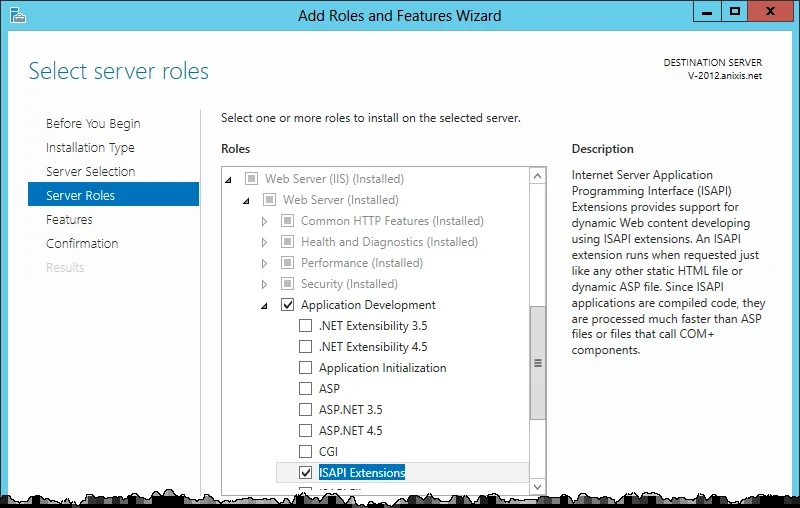 Add Roles and Features Wizard
Select server roles
DESTINATION SERVER
V-2012.anixis.net
Before You Begin
Installation Type
Server Selection
Server Roles
Features
Confirmation
Results
Select one or more roles to install on the selected server.
Roles
Web Server (IIS) (Installed)
Web Server (Installed)
Common HTTP Features (Installed)
Health and Diagnostics (Installed)
Performance (Installed)
Security (Installed)
Application Development
.NET Extensibility 3.5
.NET Extensibility 4.5
Application Initialization
ASP
ASP.NET 3.5
ASP.NET 4.5
CGI
ISAPI Extensions
Description
Internet Server Application
Programming Interface (ISAPI)
Extensions provides support for
dynamic Web content developing
using ISAPI extensions. An ISAPI
extension runs when requested just
like any other static HTML file or
dynamic ASP file. Since ISAPI
applications are compiled code, they
are processed much faster than ASP
files or files that call COM+
components.